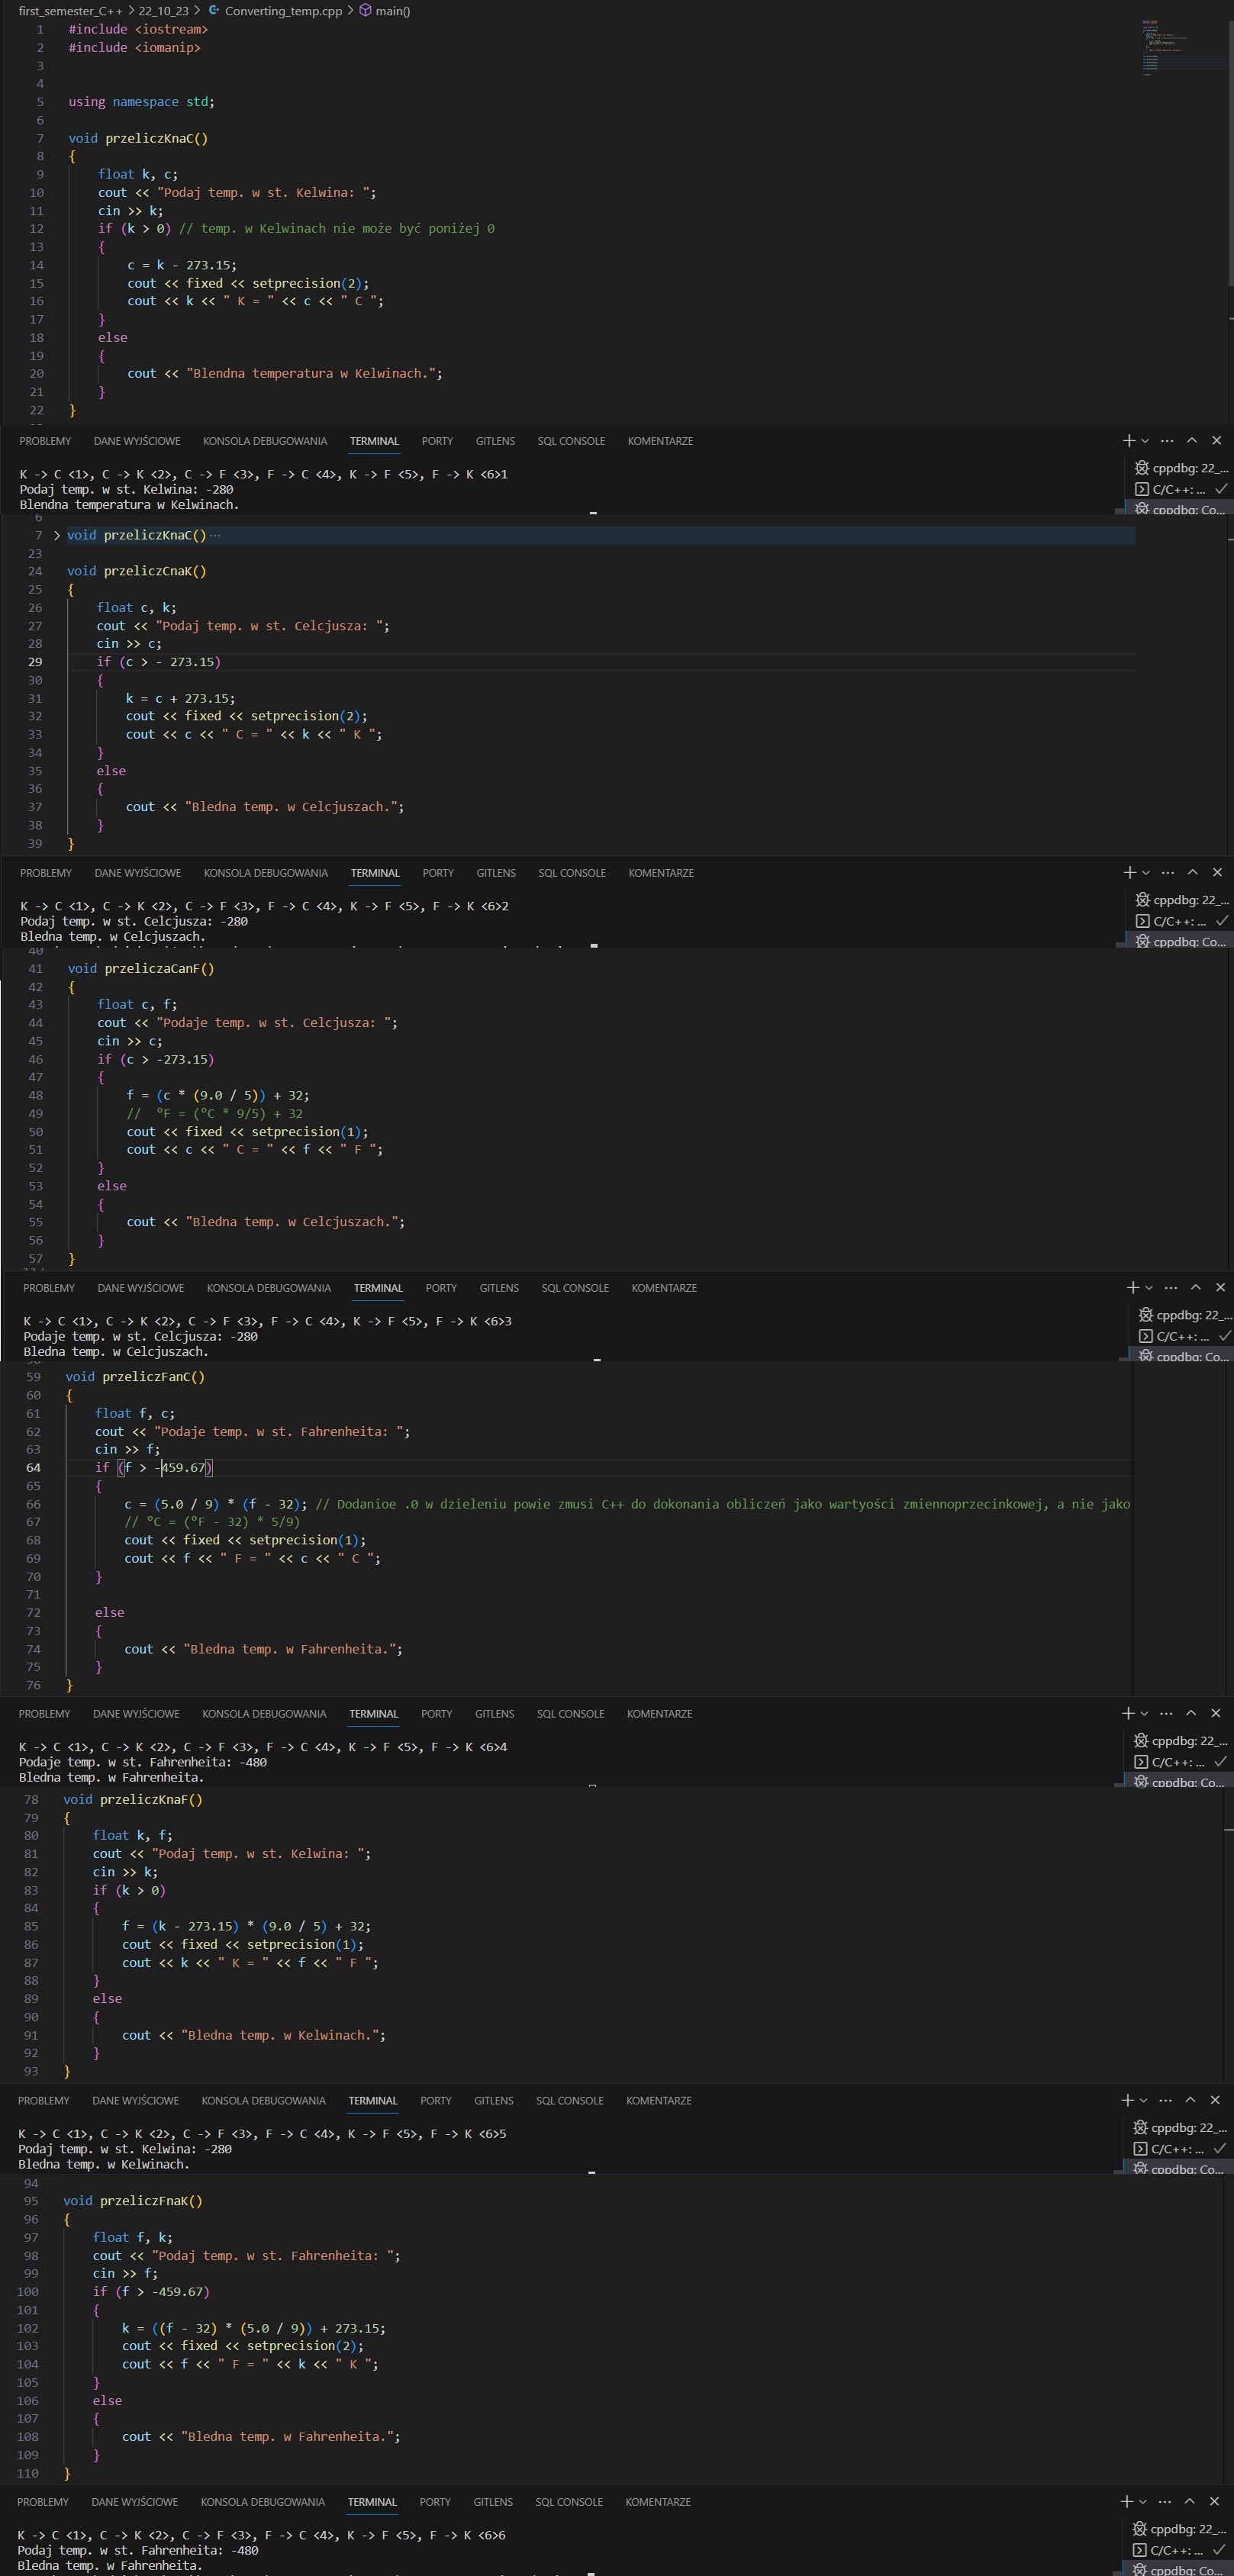 first_semester_C++ > 22_10_23 > Converting_temp.cpp > main()
1 #include <iostream>
2 #include <iomanip>
3
4
5 using namespace std;
6
7 void przeliczKnaC()
8 {
9 float k, c;
10 cout << "Podaj temp. w st. Kelwina: ";
11 cin >> k;
12 if (k > 0) // temp. w Kelwinach nie może być poniżej 0
13 {
14 c = k - 273.15;
15 cout << fixed << setprecision(2);
16 cout << k << " K = " << c << " C ";
17 }
18 else
19 {
20 cout << "Blendna temperatura w Kelwinach.";
21 }
22 }
PROBLEMY DANE WYJŚCIOWE KONSOLA DEBUGOWANIA TERMINAL PORTY GITLENS SQL CONSOLE KOMENTARZE
K -> C <1>, C -> K <2>, C -> F <3>, F -> C <4>, K -> F <5>, F -> K <6>1
Podaj temp. w st. Kelwina: -280
Blendna temperatura w Kelwinach.
cppdbg: 22_...
C/C++: ...
cppdbg: Co...
6
7 > void przeliczKnaC() ...
23
24 void przeliczCnaK()
25 {
26 float c, k;
27 cout << "Podaj temp. w st. Celcjusza: ";
28 cin >> c;
29 if (c > - 273.15)
30 {
31 k = c + 273.15;
32 cout << fixed << setprecision(2);
33 cout << c << " C = " << k << " K ";
34 }
35 else
36 {
37 cout << "Bledna temp. w Celcjuszach.";
38 }
39 }
PROBLEMY DANE WYJŚCIOWE KONSOLA DEBUGOWANIA TERMINAL PORTY GITLENS SQL CONSOLE KOMENTARZE
K -> C <1>, C -> K <2>, C -> F <3>, F -> C <4>, K -> F <5>, F -> K <6>2
Podaj temp. w st. Celcjusza: -280
Bledna temp. w Celcjuszach.
cppdbg: 22_...
C/C++: ...
cppdbg: Co...
40
41 void przeliczaCanF()
42 {
43 float c, f;
44 cout << "Podaje temp. w st. Celcjusza: ";
45 cin >> c;
46 if (c > -273.15)
47 {
48 f = (c * (9.0 / 5)) + 32;
49 // °F = (°C * 9/5) + 32
50 cout << fixed << setprecision(1);
51 cout << c << " C = " << f << " F ";
52 }
53 else
54 {
55 cout << "Bledna temp. w Celcjuszach.";
56 }
57 }
PROBLEMY DANE WYJŚCIOWE KONSOLA DEBUGOWANIA TERMINAL PORTY GITLENS SQL CONSOLE KOMENTARZE
K -> C <1>, C -> K <2>, C -> F <3>, F -> C <4>, K -> F <5>, F -> K <6>3
Podaje temp. w st. Celcjusza: -280
Bledna temp. w Celcjuszach.
cppdbg: 22_...
C/C++: ...
cppdbg: Co...
59 void przeliczFanC()
60 {
61 float f, c;
62 cout << "Podaje temp. w st. Fahrenheita: ";
63 cin >> f;
64 if (f > -459.67)
65 {
66 c = (5.0 / 9) * (f - 32); // Dodanioe .0 w dzieleniu powie zmusi C++ do dokonania obliczeń jako wartyości zmiennoprzecinkowej, a nie jako
67 // °C = (°F - 32) * 5/9)
68 cout << fixed << setprecision(1);
69 cout << f << " F = " << c << " C ";
70 }
71
72 else
73 {
74 cout << "Bledna temp. w Fahrenheita.";
75 }
76 }
PROBLEMY DANE WYJŚCIOWE KONSOLA DEBUGOWANIA TERMINAL PORTY GITLENS SQL CONSOLE KOMENTARZE
K -> C <1>, C -> K <2>, C -> F <3>, F -> C <4>, K -> F <5>, F -> K <6>4
Podaje temp. w st. Fahrenheita: -480
Bledna temp. w Fahrenheita.
cppdbg: 22_...
C/C++: ...
cppdbg: Co...
78 void przeliczKnaF()
79 {
80 float k, f;
81 cout << "Podaj temp. w st. Kelwina: ";
82 cin >> k;
83 if (k > 0)
84 {
85 f = (k - 273.15) * (9.0 / 5) + 32;
86 cout << fixed << setprecision(1);
87 cout << k << " K = " << f << " F ";
88 }
89 else
90 {
91 cout << "Bledna temp. w Kelwinach.";
92 }
93 }
PROBLEMY DANE WYJŚCIOWE KONSOLA DEBUGOWANIA TERMINAL PORTY GITLENS SQL CONSOLE KOMENTARZE
K -> C <1>, C -> K <2>, C -> F <3>, F -> C <4>, K -> F <5>, F -> K <6>5
Podaj temp. w st. Kelwina: -280
Bledna temp. w Kelwinach.
cppdbg: 22_...
C/C++: ...
cppdbg: Co...
94
95 void przeliczFnaK()
96 {
97 float f, k;
98 cout << "Podaj temp. w st. Fahrenheita: ";
99 cin >> f;
100 if (f > -459.67)
101 {
102 k = ((f - 32) * (5.0 / 9)) + 273.15;
103 cout << fixed << setprecision(2);
104 cout << f << " F = " << k << " K ";
105 }
106 else
107 {
108 cout << "Bledna temp. w Fahrenheita.";
109 }
110 }
PROBLEMY DANE WYJŚCIOWE KONSOLA DEBUGOWANIA TERMINAL PORTY GITLENS SQL CONSOLE KOMENTARZE
K -> C <1>, C -> K <2>, C -> F <3>, F -> C <4>, K -> F <5>, F -> K <6>6
Podaj temp. w st. Fahrenheita: -480
Bledna temp. w Fahrenheita.
cppdbg: 22_...
C/C++: ...
cppdbg: Co...